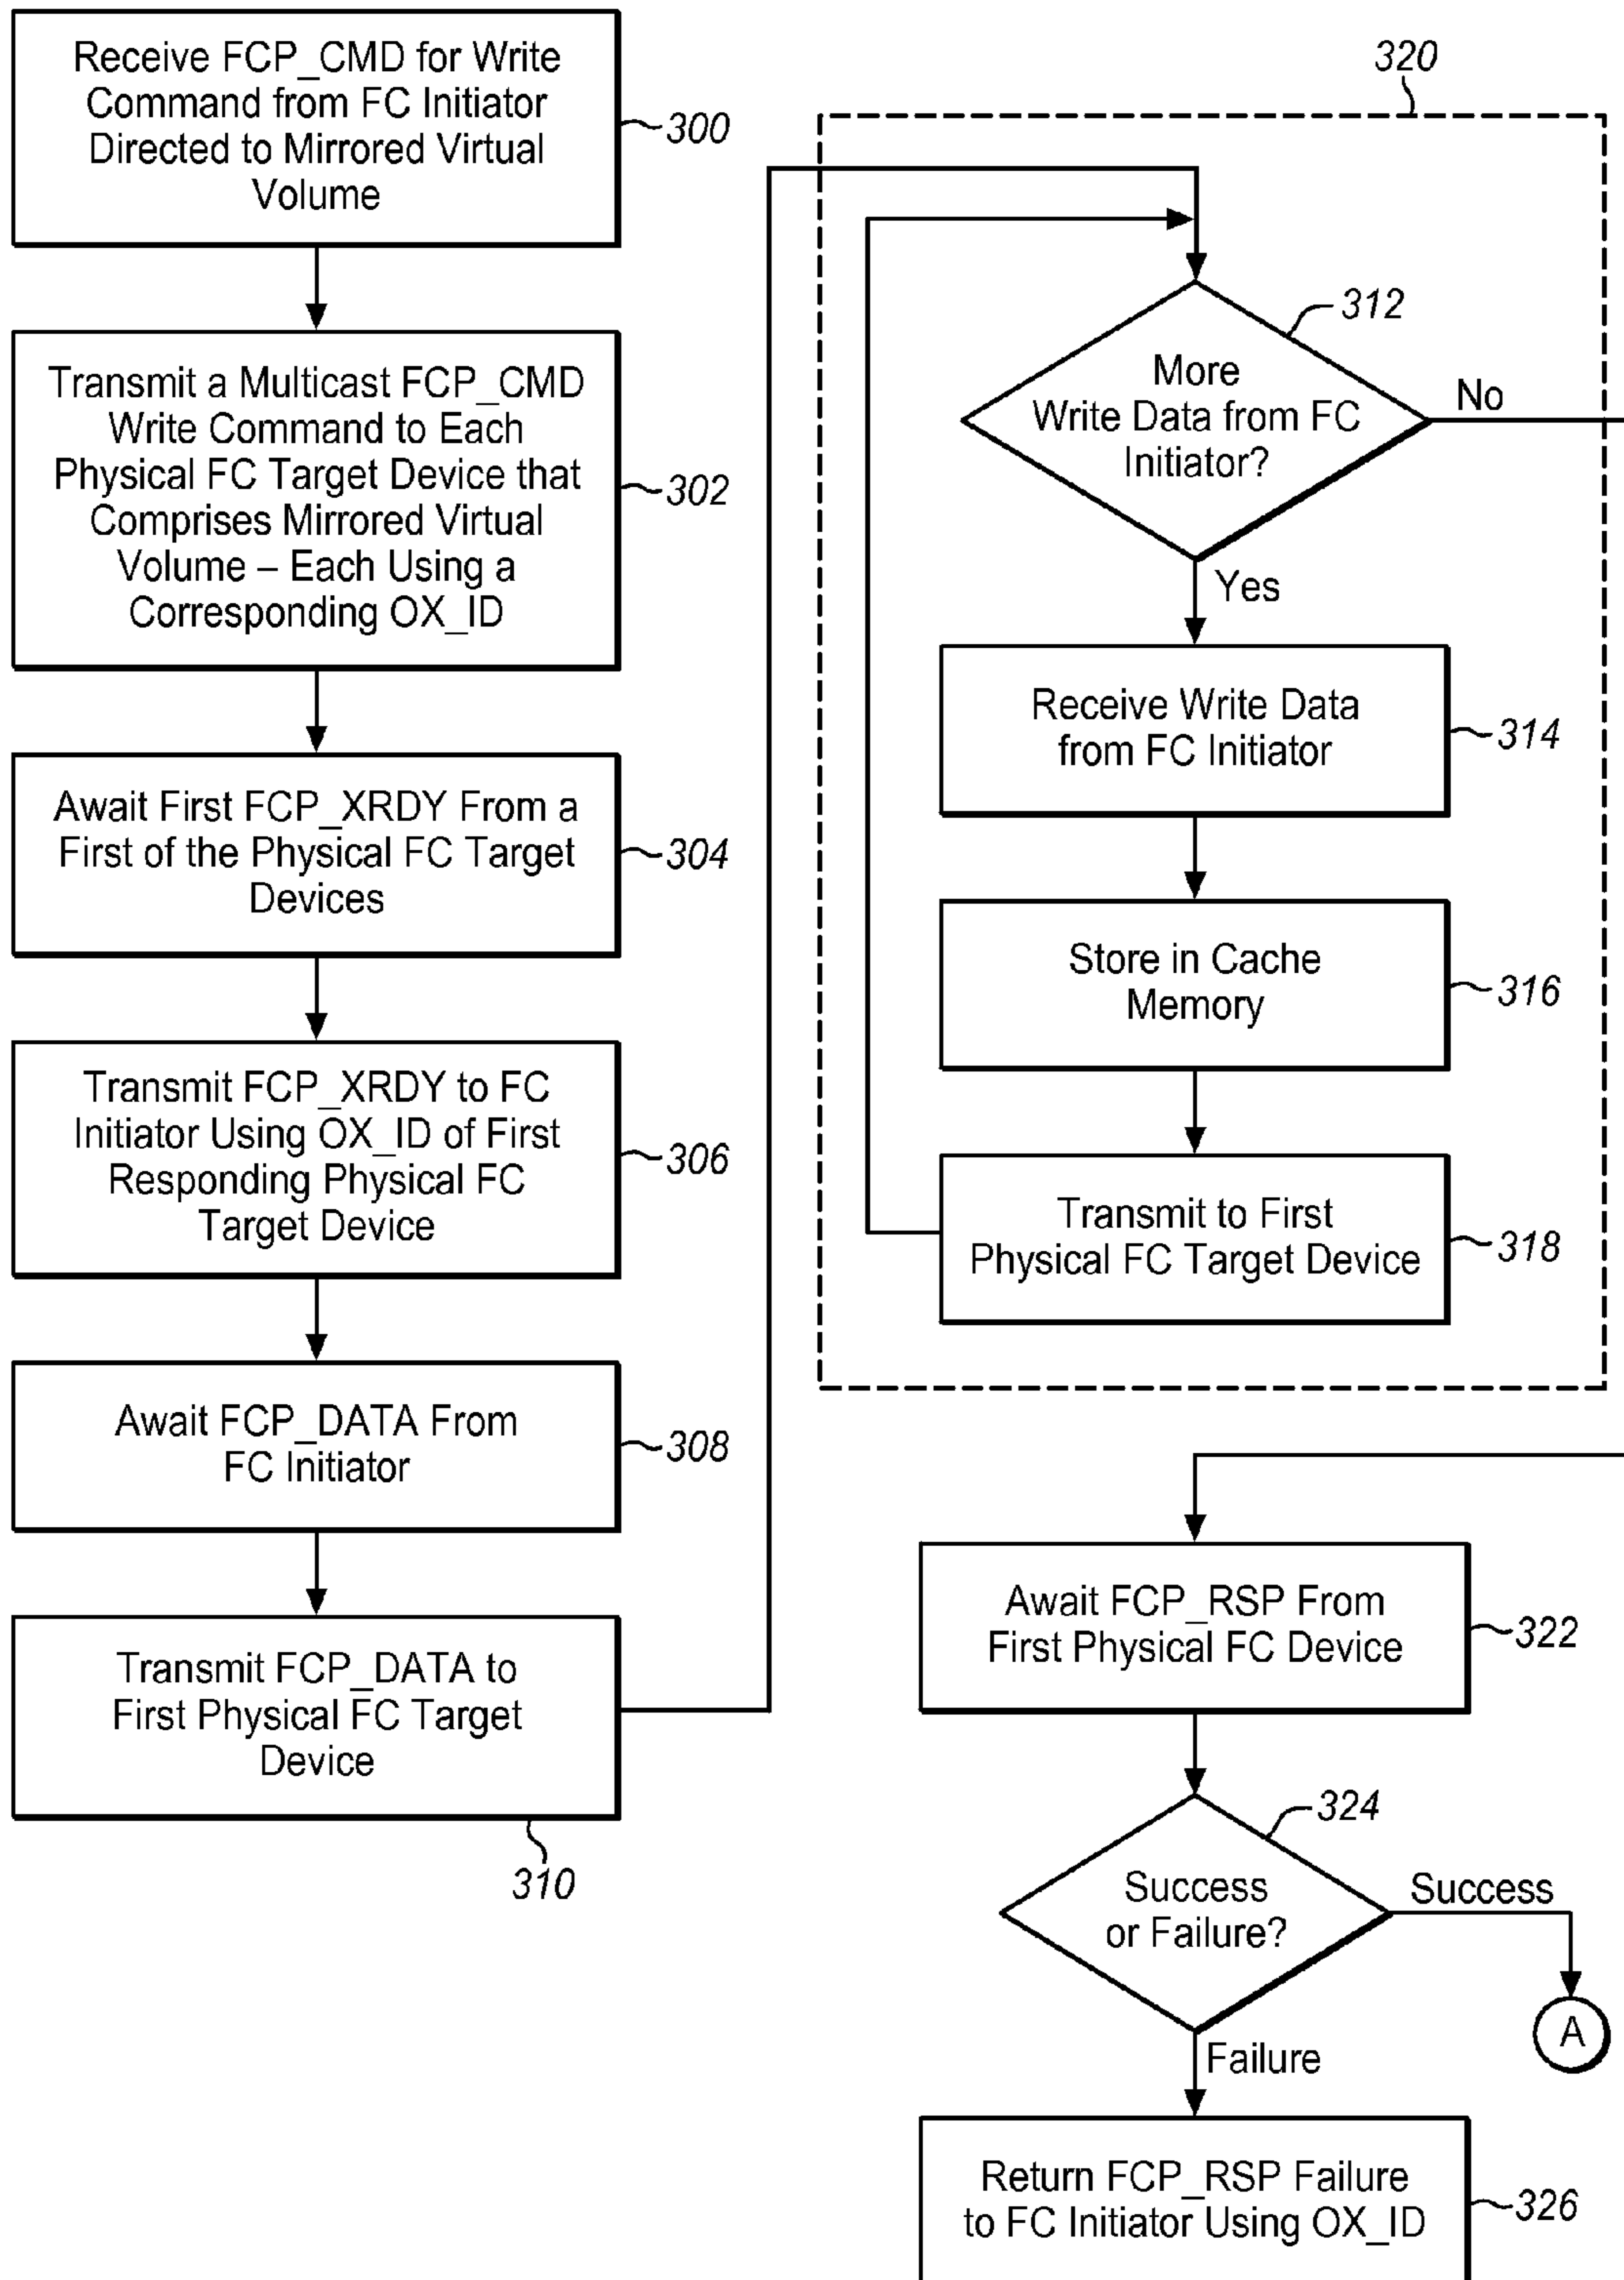 Receive FCP_CMD for Write
Command from FC Initiator
Directed to Mirrored Virtual
Volume
300
Transmit a Multicast FCP_CMD
Write Command to Each
Physical FC Target Device that
Comprises Mirrored Virtual
Volume – Each Using a
Corresponding OX_ID
302
Await First FCP_XRDY From a
First of the Physical FC Target
Devices
304
Transmit FCP_XRDY to FC
Initiator Using OX_ID of First
Responding Physical FC
Target Device
306
Await FCP_DATA From
FC Initiator
308
Transmit FCP_DATA to
First Physical FC Target
Device
310
320
312
More
Write Data from FC
Initiator?
No
Yes
Receive Write Data
from FC Initiator
314
Store in Cache
Memory
316
Transmit to First
Physical FC Target Device
318
Await FCP_RSP From
First Physical FC Device
322
324
Success
or Failure?
Success
A
Failure
Return FCP_RSP Failure
to FC Initiator Using OX_ID
326